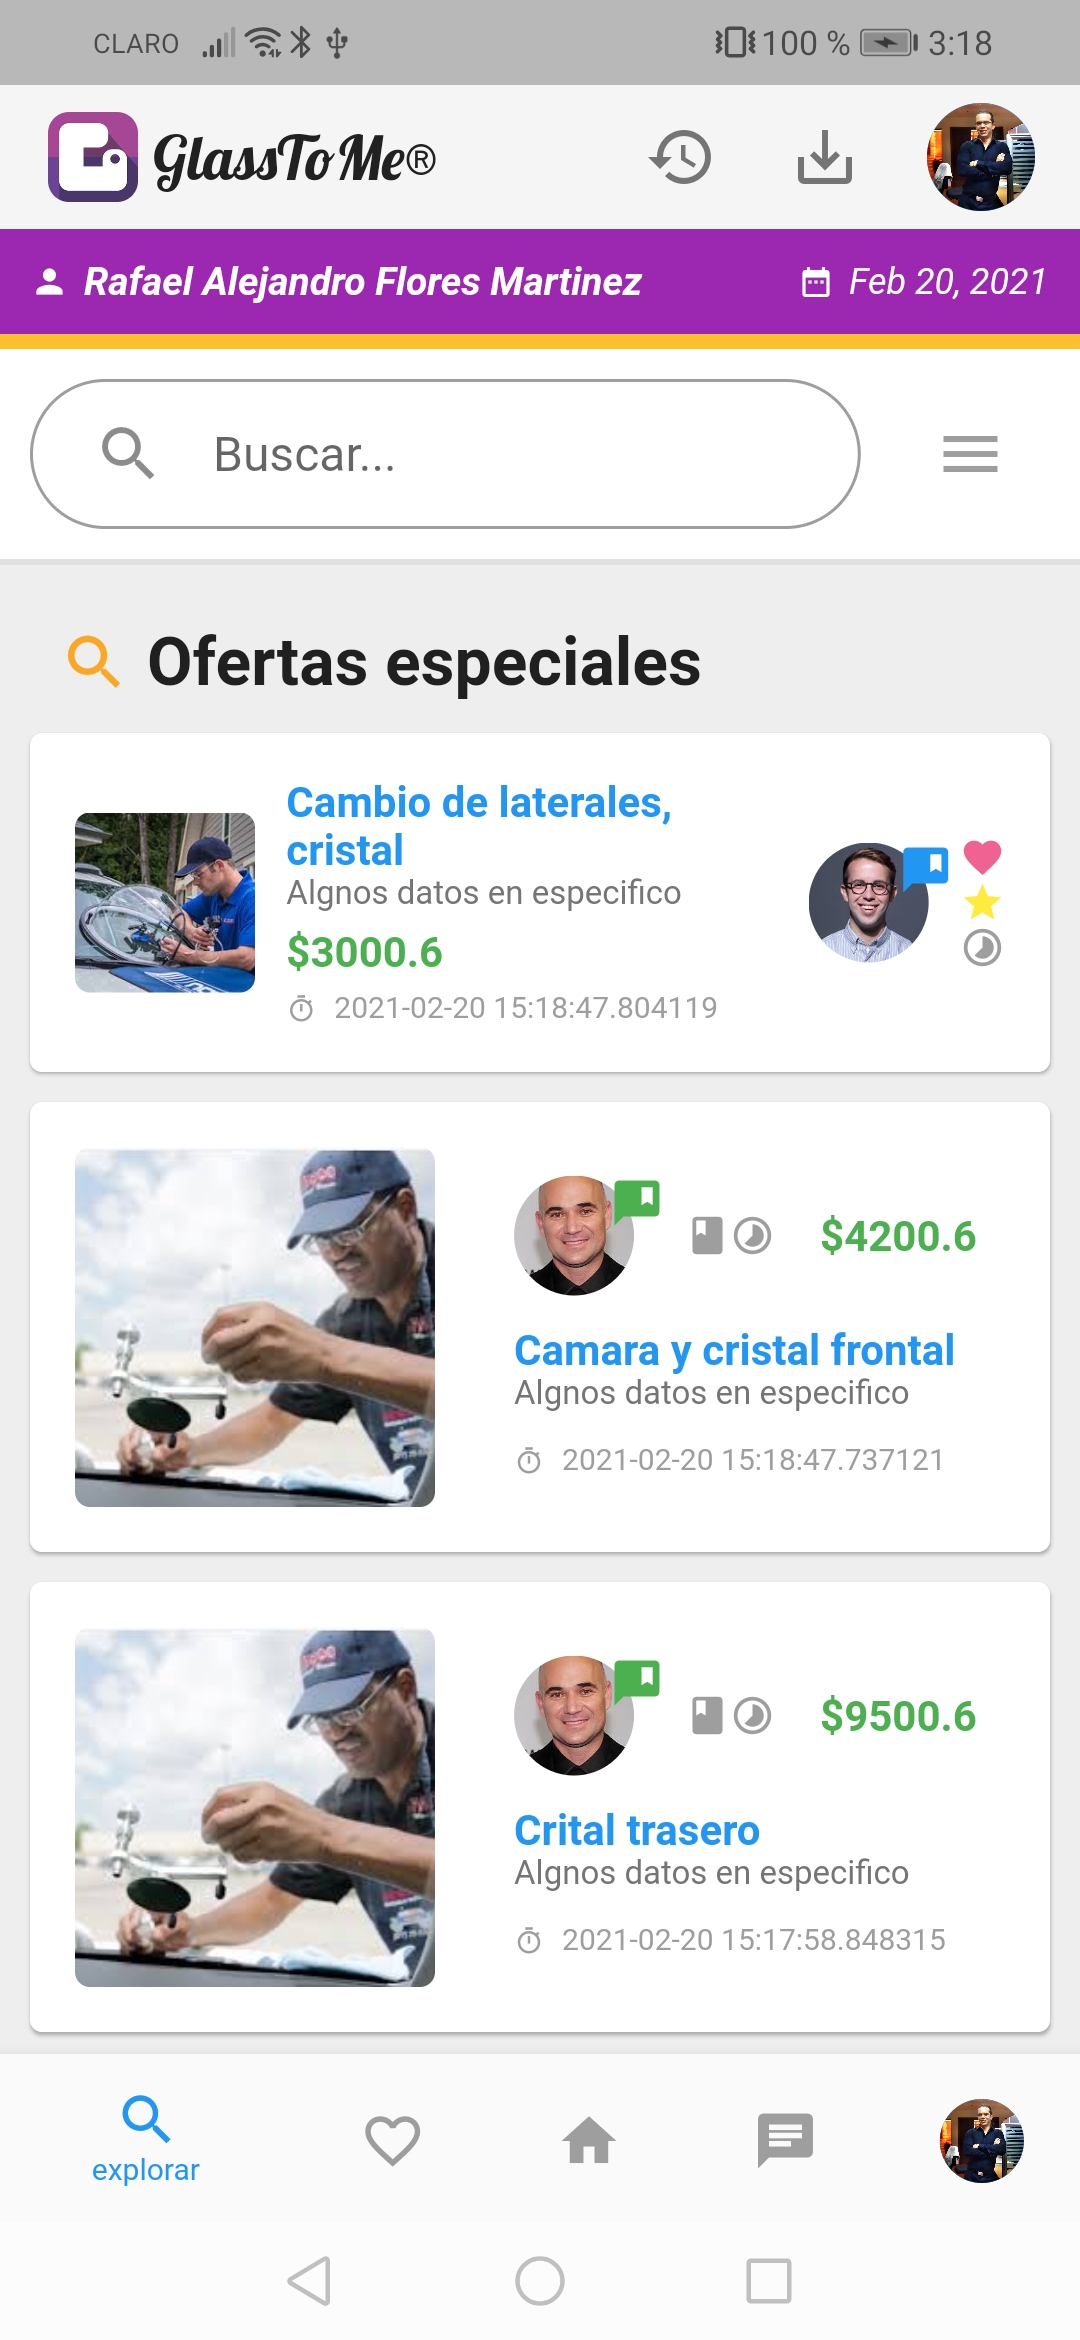 CLARO 100 % 3:18
GlassToMe®
Rafael Alejandro Flores Martinez Feb 20, 2021
Buscar...
Ofertas especiales
Cambio de laterales,
cristal
Algnos datos en especifico
$3000.6
2021-02-20 15:18:47.804119
$4200.6
Camara y cristal frontal
Algnos datos en especifico
2021-02-20 15:18:47.737121
$9500.6
Crital trasero
Algnos datos en especifico
2021-02-20 15:17:58.848315
explorar